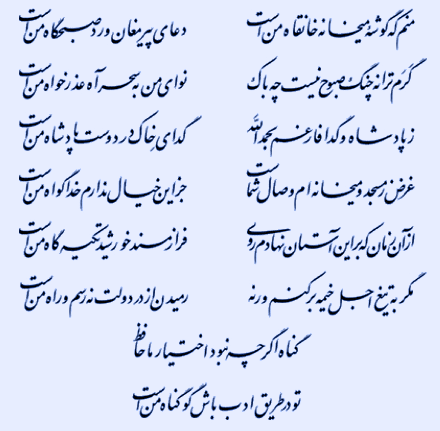 منم که گوشهٔ میخانه خانقاه من است
دعای پیر مغان ورد صبحگاه من است
گرم ترانه چنگ صبوح نیست چه باک
نوای من به سحر آه عذر خواه من است
ز پادشاه و گدا فارغم بحمدالله
گدای خاک در دوست پادشاه من است
غرض ز مسجد و میخانه ام وصال شماست
جز این خیال ندارم خدا گواه من است
از آن زمان که بر این آستان نهادم روی
فراز مسند خورشید تکیه گاه من است
مگر به تیغ اجل خیمه برکنم ورنه
رمیدن از در دولت نه رسم و راه من است
گناه اگر چه نبود اختیار ما حافظ
تو در طریق ادب باش گو گناه من است